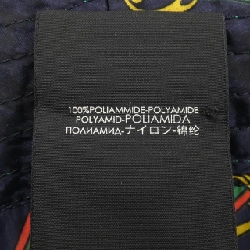 100%POLIAMMIDE-POLYAMIDE
POLYAMID-POLIAMIDA
ПОЛИАМИД-ナイロン-锦纶